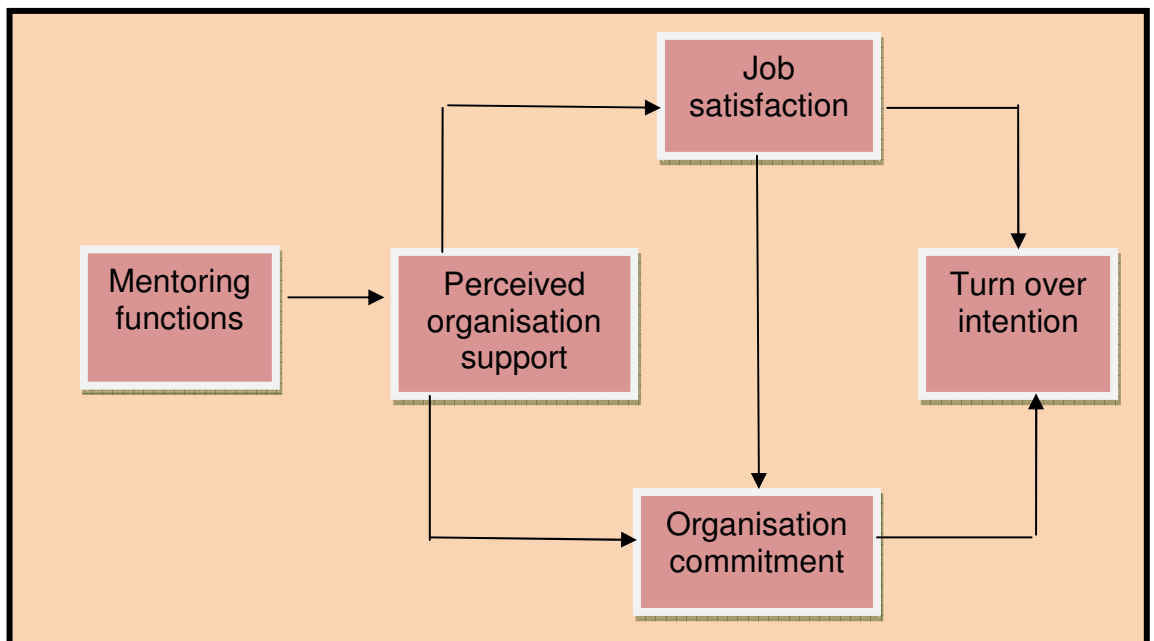 Job
satisfaction
Mentoring
functions
Perceived
organisation
support
Turn over
intention
Organisation
commitment